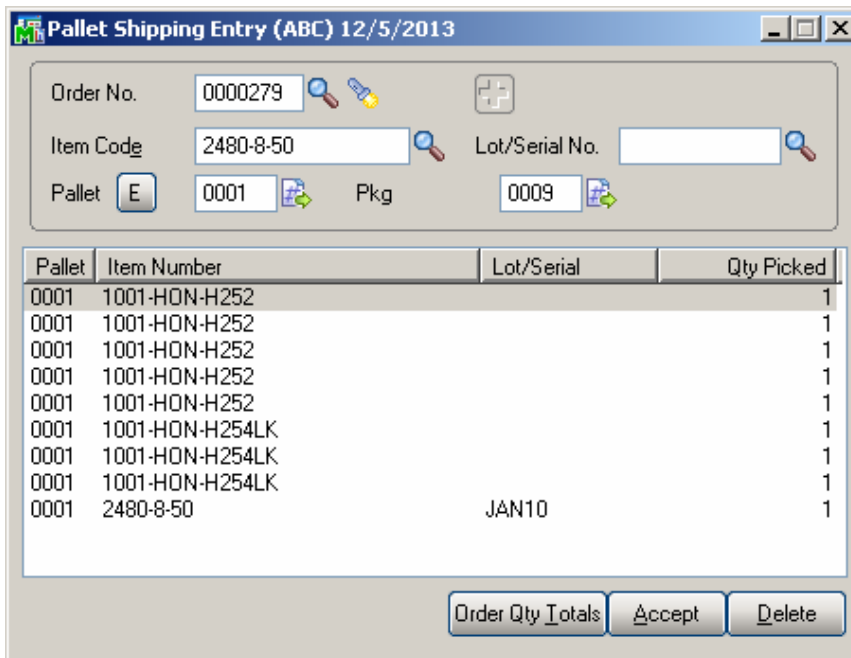 Pallet Shipping Entry (ABC) 12/5/2013
Order No. 0000279
Item Code 2480-8-50 Lot/Serial No.
Pallet E 0001 Pkg 0009
Pallet Item Number Lot/Serial Qty Picked
0001 1001-HON-H252 1
0001 1001-HON-H252 1
0001 1001-HON-H252 1
0001 1001-HON-H252 1
0001 1001-HON-H252 1
0001 1001-HON-H254LK 1
0001 1001-HON-H254LK 1
0001 1001-HON-H254LK 1
0001 2480-8-50 JAN10 1
Order Qty Totals Accept Delete